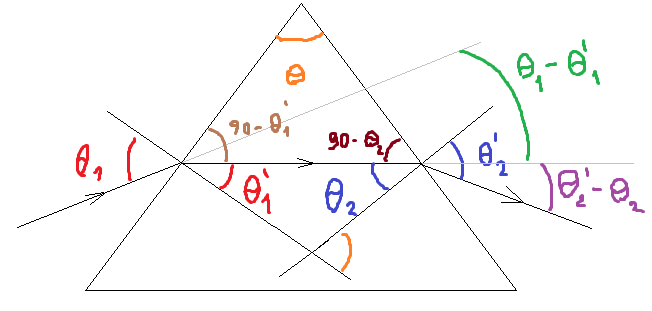 θ
θ₁ - θ₁'
90 - θ₁'
90 - θ₂
θ₁
θ₁'
θ₂
θ₂'
θ₂' - θ₂